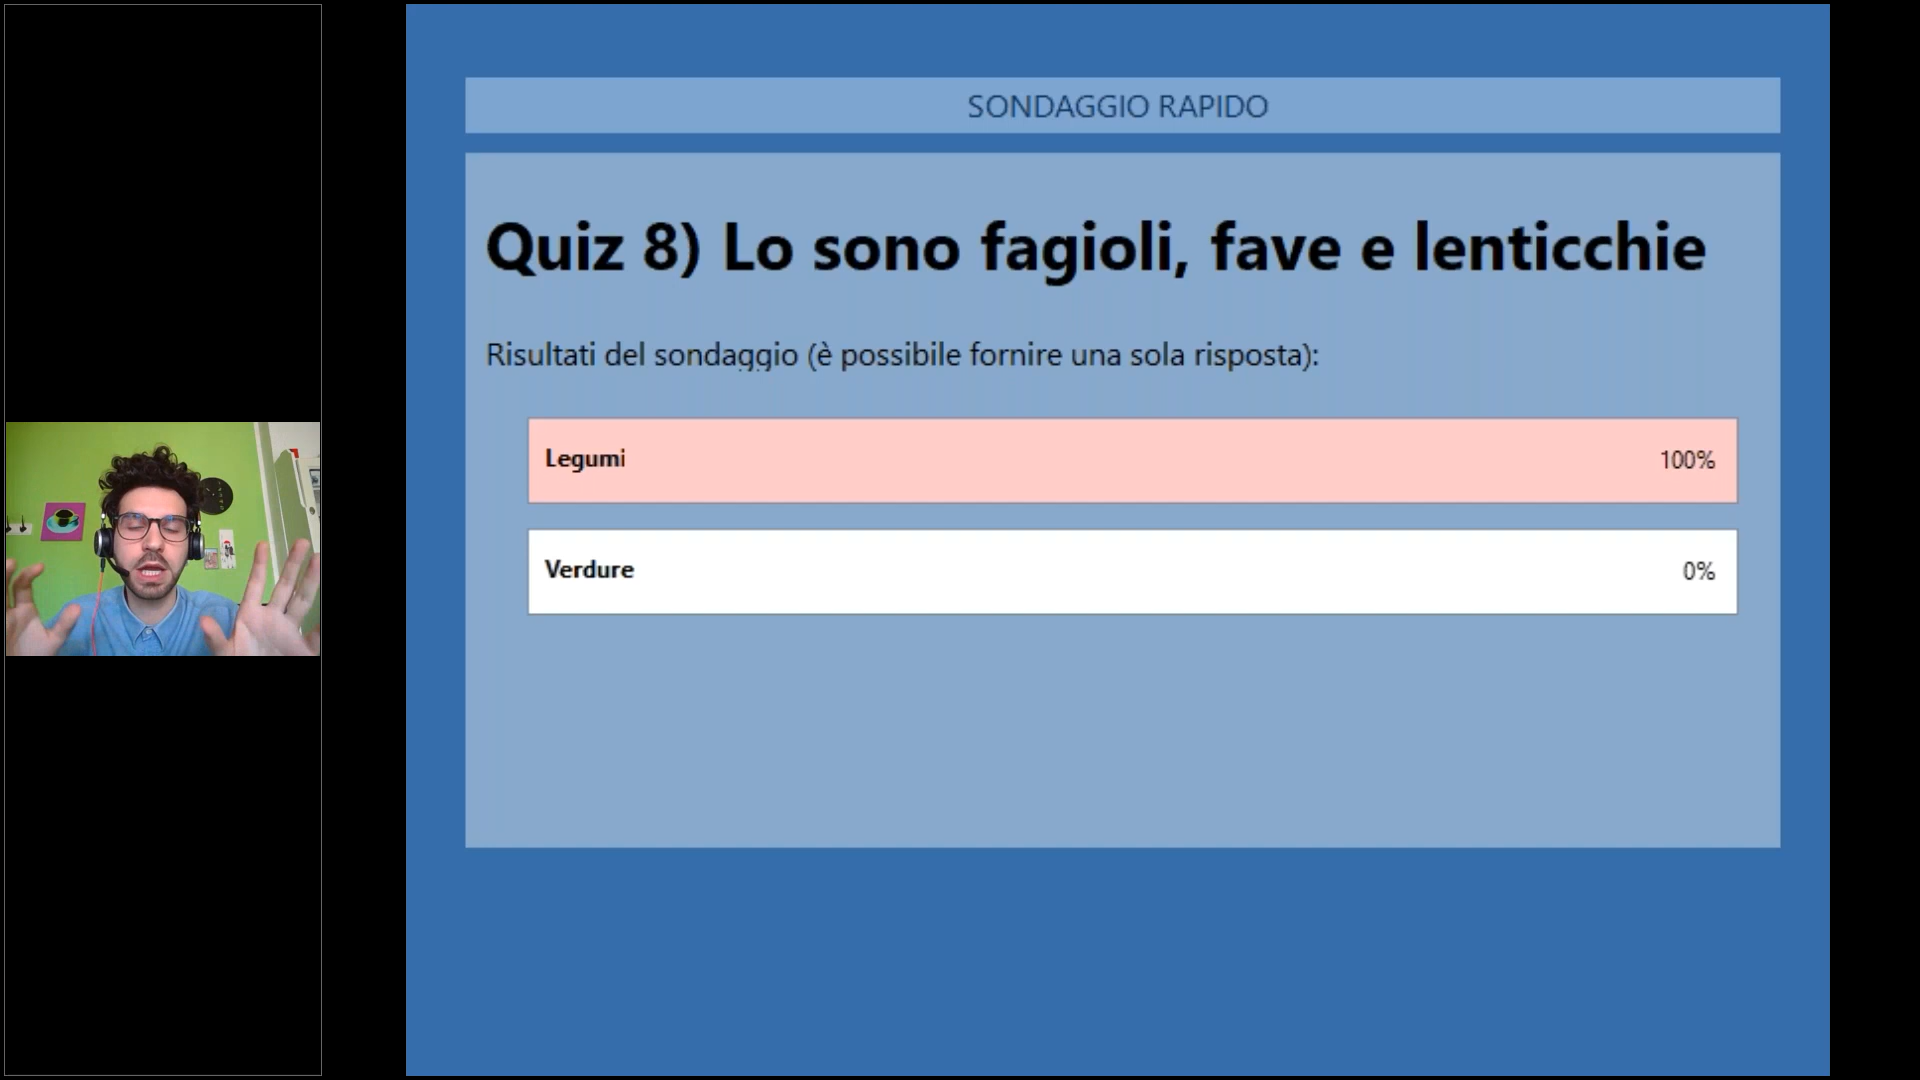 SONDAGGIO RAPIDO
Quiz 8) Lo sono fagioli, fave e lenticchie
Risultati del sondaggio (è possibile fornire una sola risposta):
Legumi 100%
Verdure 0%